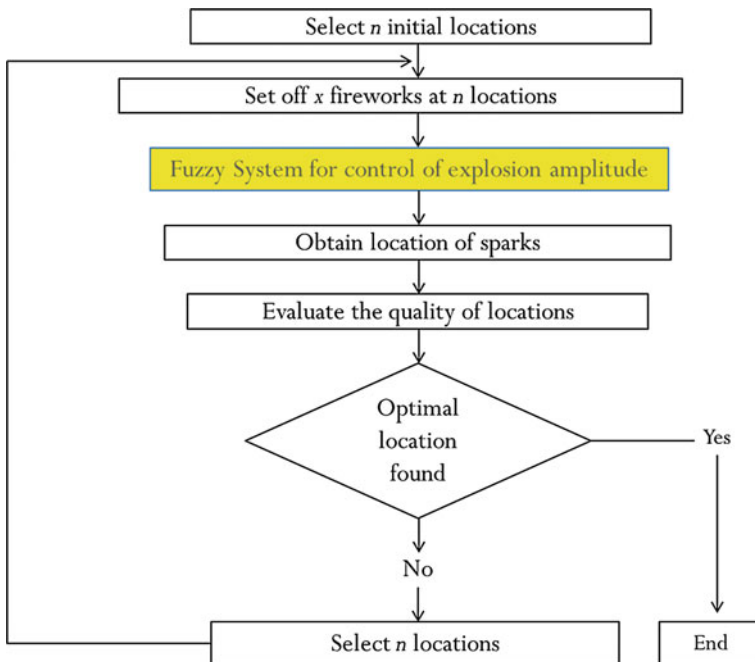 Select n initial locations
Set off x fireworks at n locations
Fuzzy System for control of explosion amplitude
Obtain location of sparks
Evaluate the quality of locations
Optimal
location
found
Yes
No
Select n locations
End